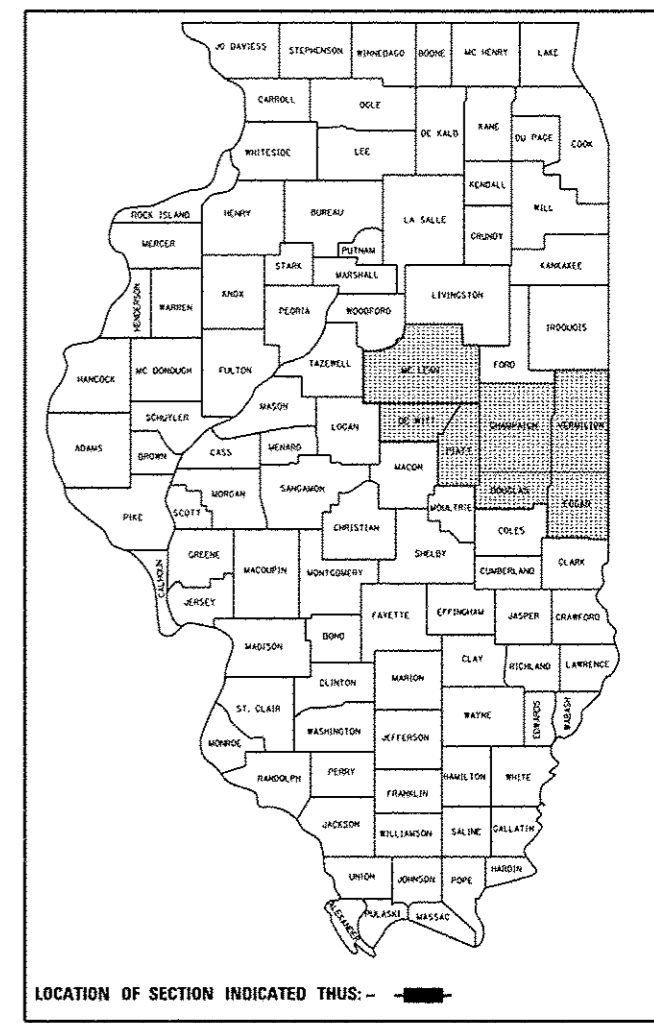 JO DAVIESS STEPHENSON WINNEBAGO BOONE MC HENRY LAKE
CARROLL OGLE DE KALB KANE DU PAGE COOK
WHITESIDE LEE
KENDALL WILL
ROCK ISLAND HENRY BUREAU LA SALLE GRUNDY
MERCER PUTNAM KANKAKEE
STARK MARSHALL
HENDERSON WARREN KNOX PEORIA WOODFORD LIVINGSTON IROQUOIS
HANCOCK MC DONOUGH FULTON TAZEWELL MC LEAN FORD
MASON
SCHUYLER LOGAN DE WITT CHAMPAIGN VERMILION
ADAMS BROWN CASS MENARD PIATT
MACON
PIKE SCOTT MORGAN SANGAMON DOUGLAS EDGAR
CHRISTIAN MOULTRIE COLES
GREENE SHELBY
CALHOUN MACOUPIN MONTGOMERY CUMBERLAND CLARK
JERSEY
FAYETTE EFFINGHAM JASPER CRAWFORD
MADISON BOND
CLAY RICHLAND LAWRENCE
CLINTON MARION
ST. CLAIR WAYNE EDWARDS WABASH
MONROE WASHINGTON JEFFERSON
RANDOLPH PERRY HAMILTON WHITE
FRANKLIN
JACKSON WILLIAMSON SALINE GALLATIN
UNION JOHNSON POPE HARDIN
ALEXANDER PULASKI MASSAC
LOCATION OF SECTION INDICATED THUS: -